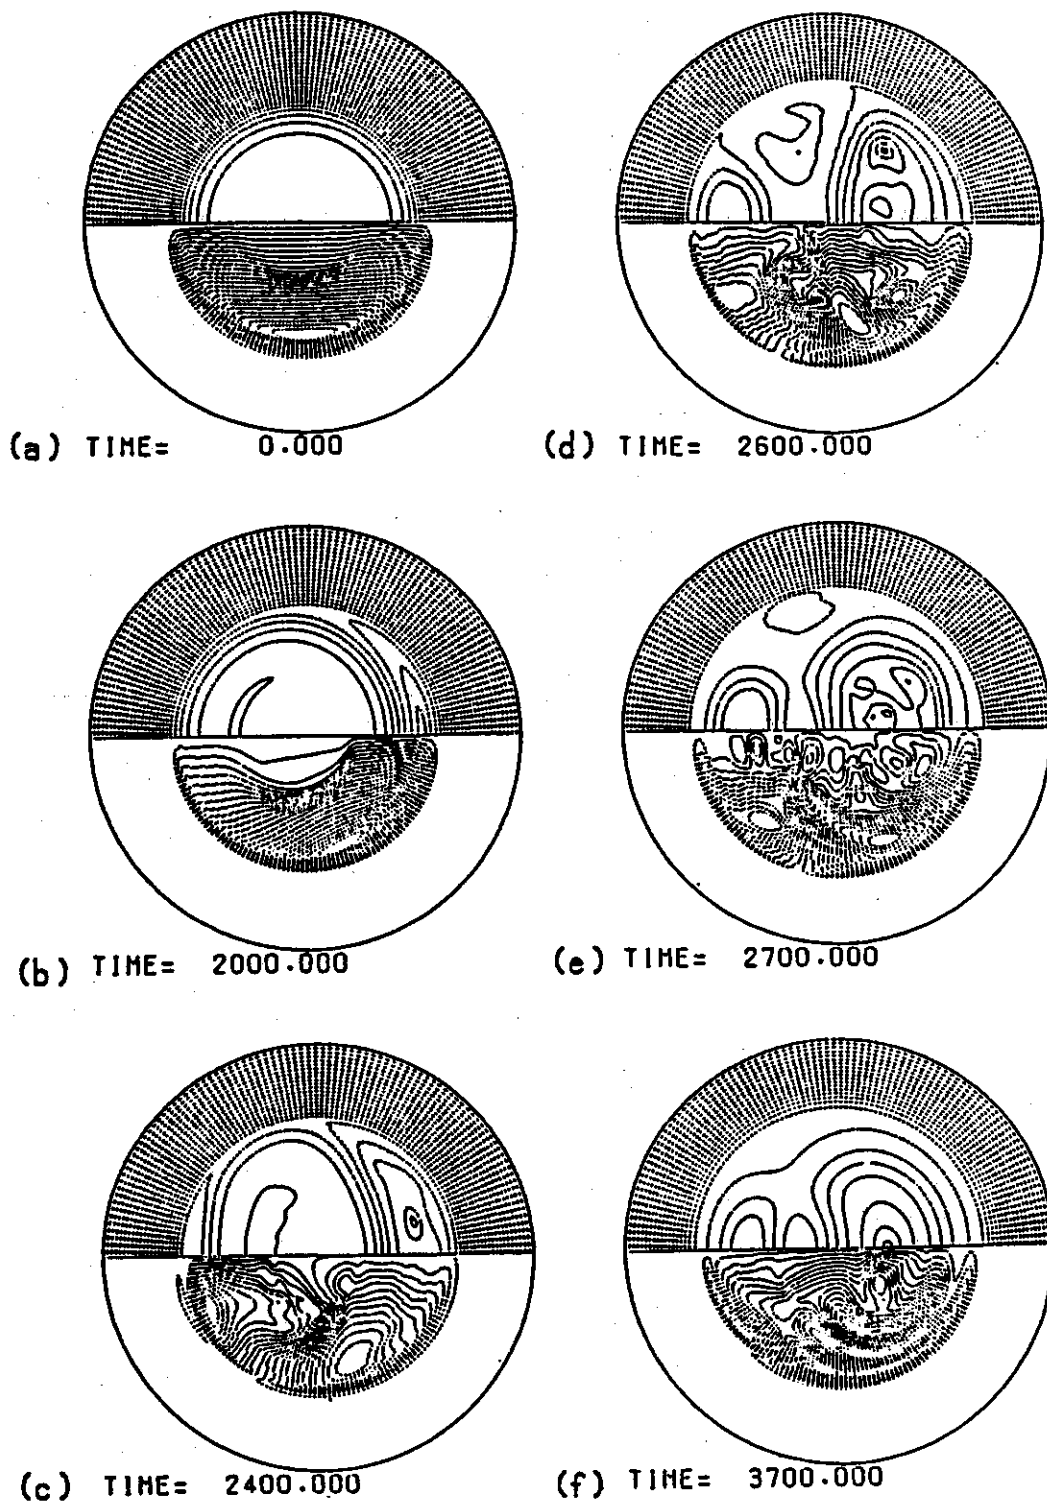 (a) TIME= 0.000
(b) TIME= 2000.000
(c) TIME= 2400.000
(d) TIME= 2600.000
(e) TIME= 2700.000
(f) TIME= 3700.000